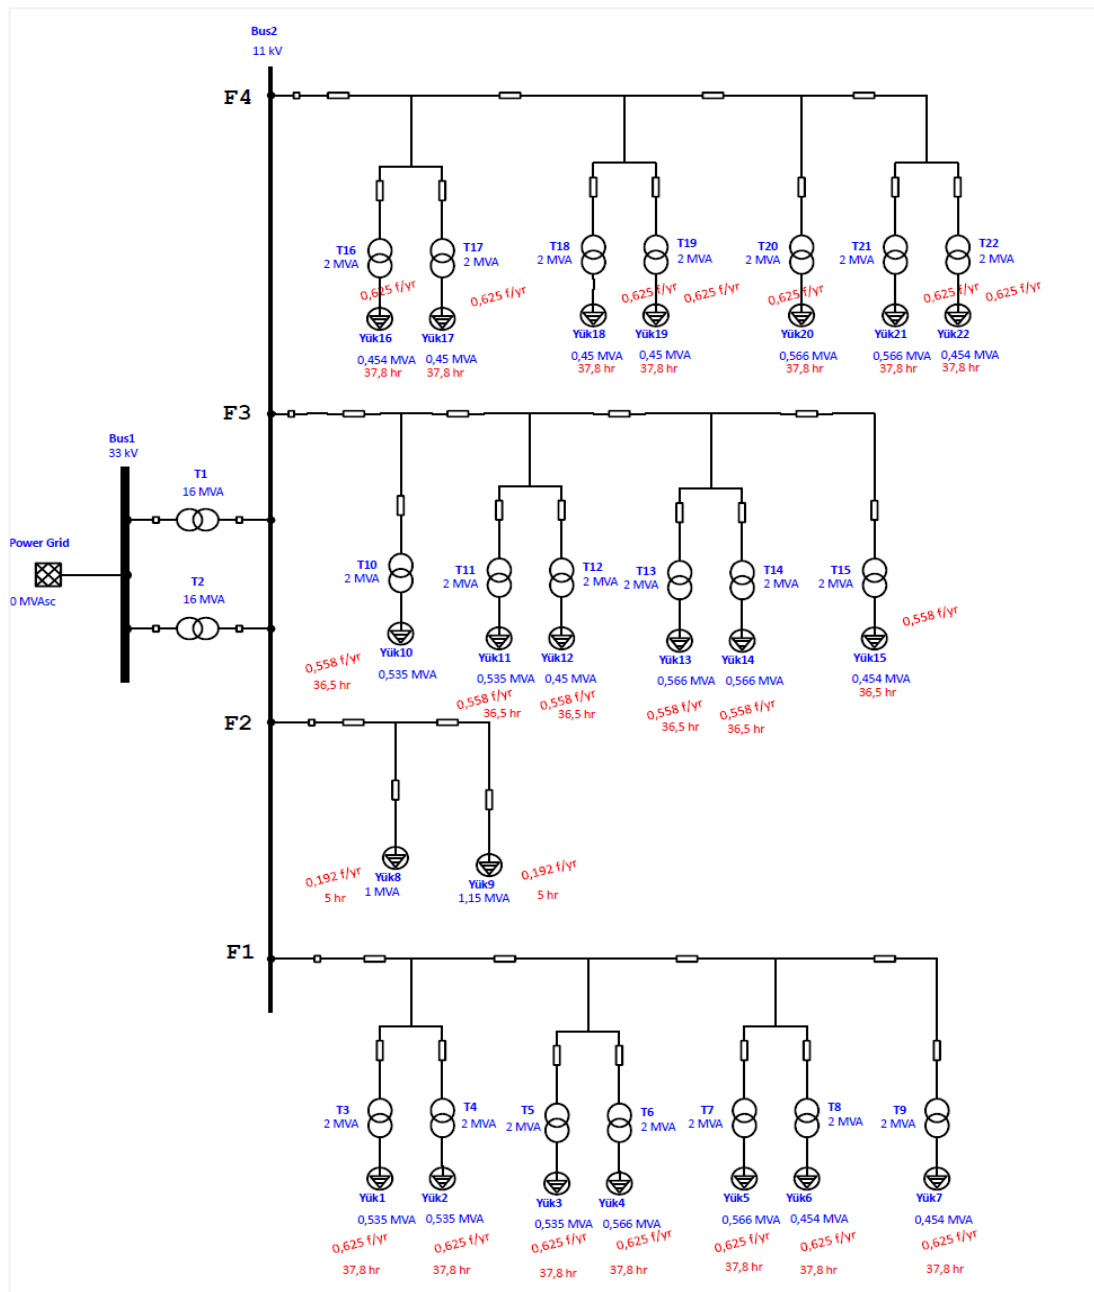 Bus2
11 kV
F4
T16
2 MVA
T17
2 MVA
T18
2 MVA
T19
2 MVA
T20
2 MVA
T21
2 MVA
T22
2 MVA
0,625 f/yr
0,625 f/yr
0,625 f/yr
0,625 f/yr
0,625 f/yr
0,625 f/yr
0,625 f/yr
Yük16
Yük17
Yük18
Yük19
Yük20
Yük21
Yük22
0,454 MVA
0,45 MVA
0,45 MVA
0,45 MVA
0,566 MVA
0,566 MVA
0,454 MVA
37,8 hr
37,8 hr
37,8 hr
37,8 hr
37,8 hr
37,8 hr
37,8 hr
F3
Bus1
33 kV
T1
16 MVA
Power Grid
0 MVAsc
T2
16 MVA
T10
2 MVA
T11
2 MVA
T12
2 MVA
T13
2 MVA
T14
2 MVA
T15
2 MVA
0,558 f/yr
Yük10
0,535 MVA
Yük11
0,535 MVA
Yük12
0,45 MVA
Yük13
0,566 MVA
Yük14
0,566 MVA
Yük15
0,454 MVA
36,5 hr
0,558 f/yr
36,5 hr
0,558 f/yr
36,5 hr
0,558 f/yr
36,5 hr
0,558 f/yr
36,5 hr
0,558 f/yr
36,5 hr
F2
0,192 f/yr
5 hr
Yük8
1 MVA
Yük9
1,15 MVA
0,192 f/yr
5 hr
F1
T3
2 MVA
T4
2 MVA
T5
2 MVA
T6
2 MVA
T7
2 MVA
T8
2 MVA
T9
2 MVA
Yük1
Yük2
Yük3
Yük4
Yük5
Yük6
Yük7
0,535 MVA
0,535 MVA
0,535 MVA
0,566 MVA
0,566 MVA
0,454 MVA
0,454 MVA
0,625 f/yr
0,625 f/yr
0,625 f/yr
0,625 f/yr
0,625 f/yr
0,625 f/yr
0,625 f/yr
37,8 hr
37,8 hr
37,8 hr
37,8 hr
37,8 hr
37,8 hr
37,8 hr